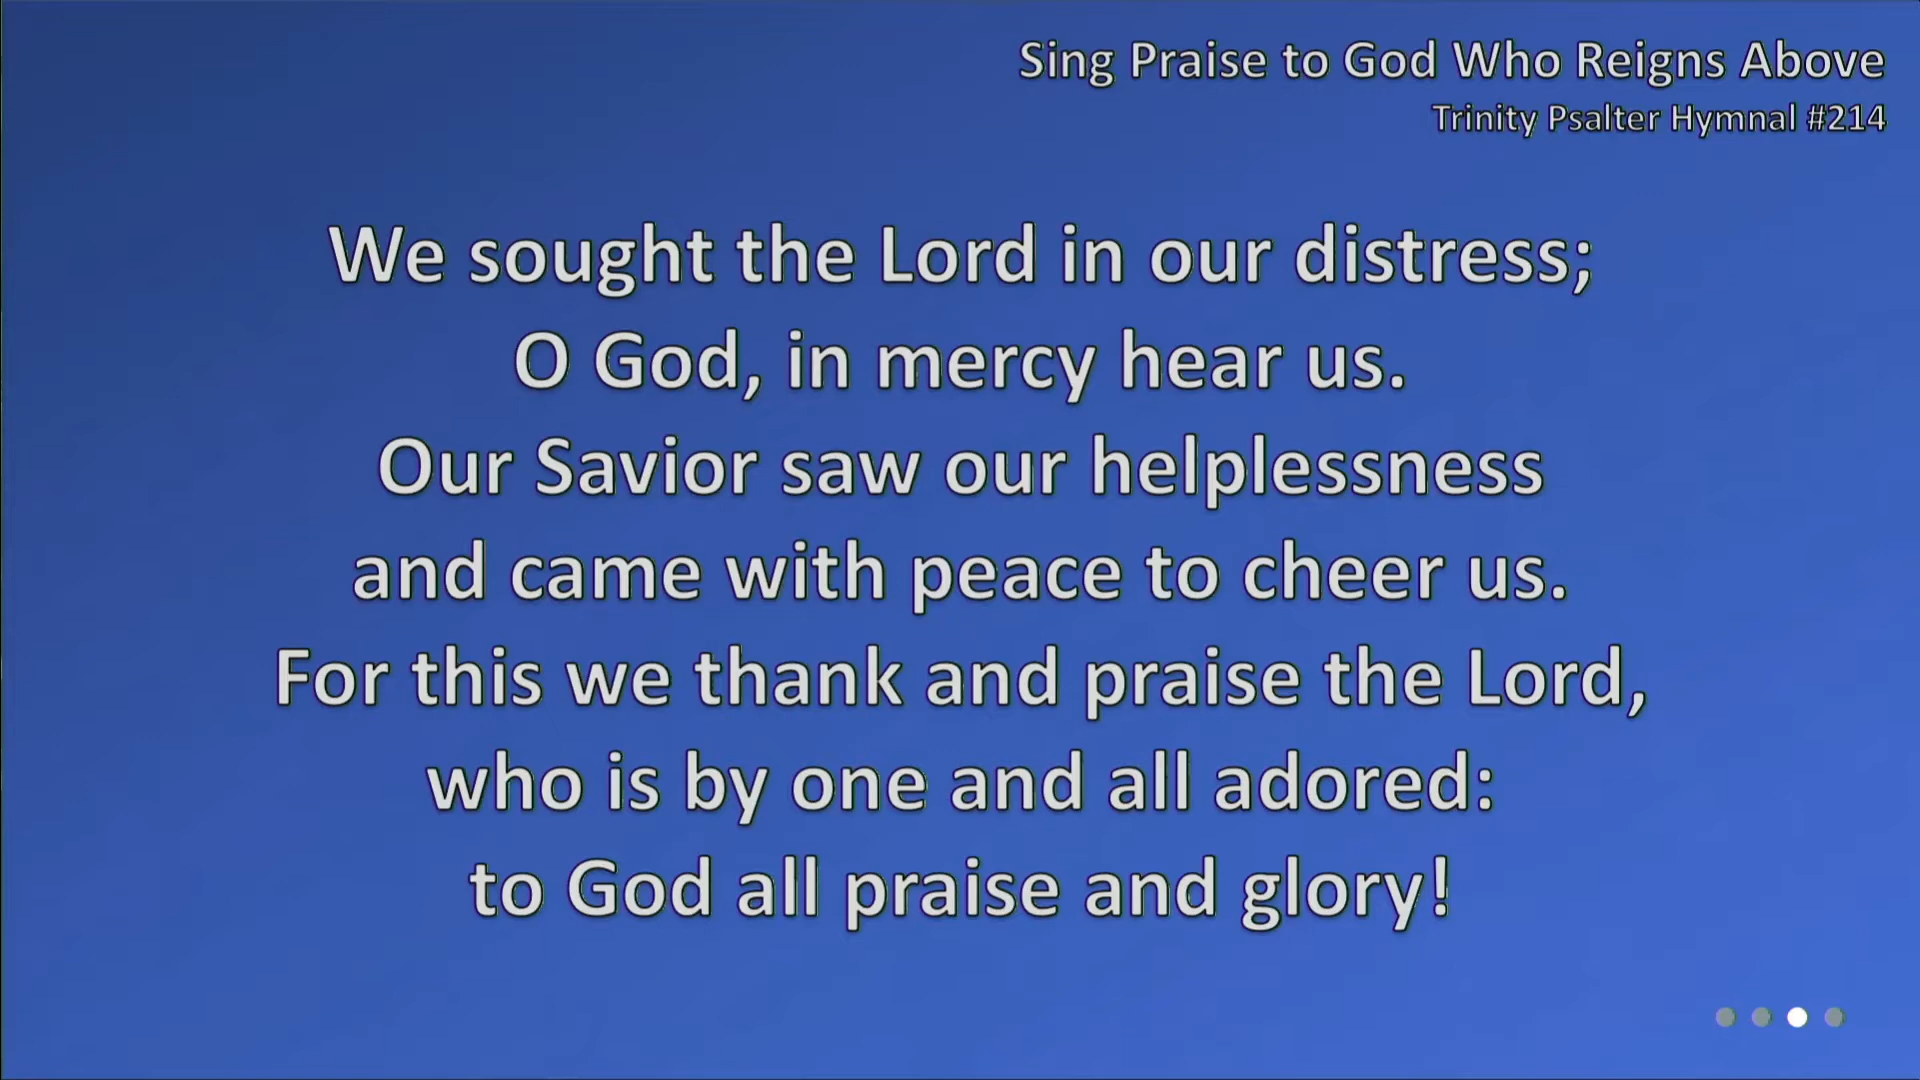 Sing Praise to God Who Reigns Above
Trinity Psalter Hymnal #214
We sought the Lord in our distress;
O God, in mercy hear us.
Our Savior saw our helplessness
and came with peace to cheer us.
For this we thank and praise the Lord,
who is by one and all adored:
to God all praise and glory!